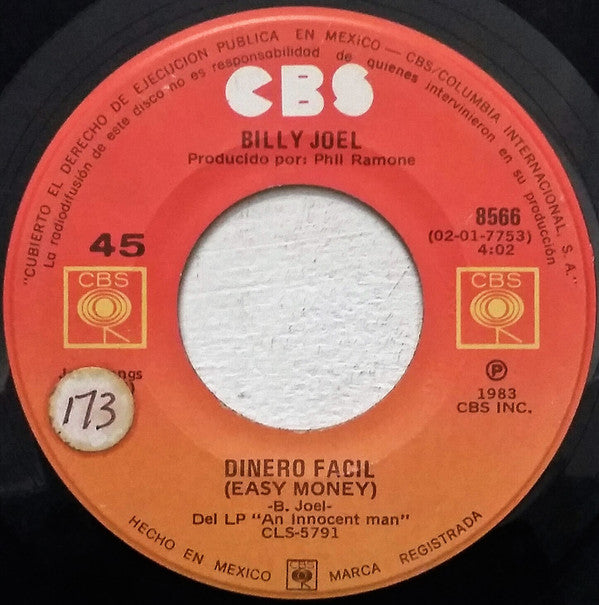 "CUBIERTO EL DERECHO DE EJECUCION PUBLICA EN MEXICO — CBS/COLUMBIA INTERNACIONAL, S. A."
La radiodifusión de este disco no es responsabilidad de quienes intervinieron en su producción
CBS
BILLY JOEL
Producido por: Phil Ramone
45
8566
(02-01-7753)
4:02
CBS
CBS
℗
1983
CBS INC.
173
DINERO FACIL
(EASY MONEY)
-B. Joel-
Del LP "An innocent man"
CLS-5791
HECHO EN MEXICO
CBS
MARCA REGISTRADA